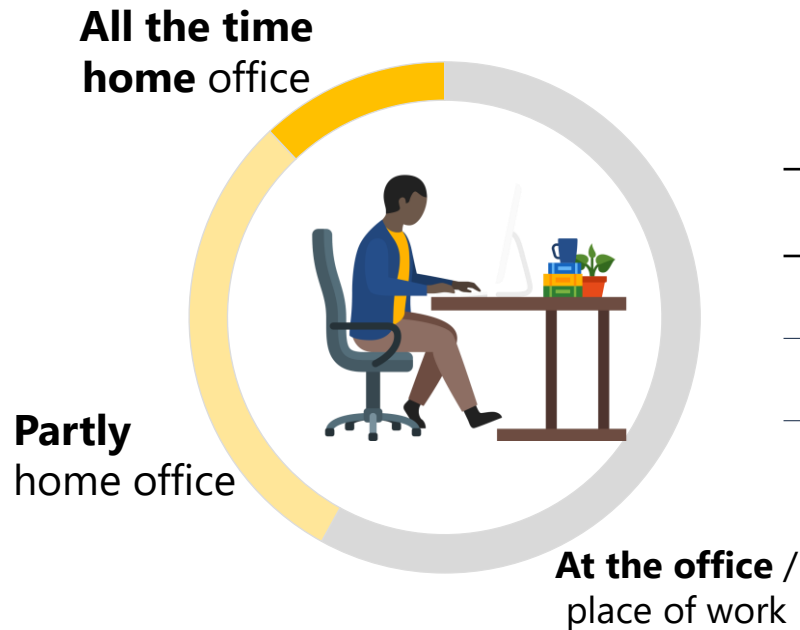 All the time
home office
Partly
home office
At the office /
place of work